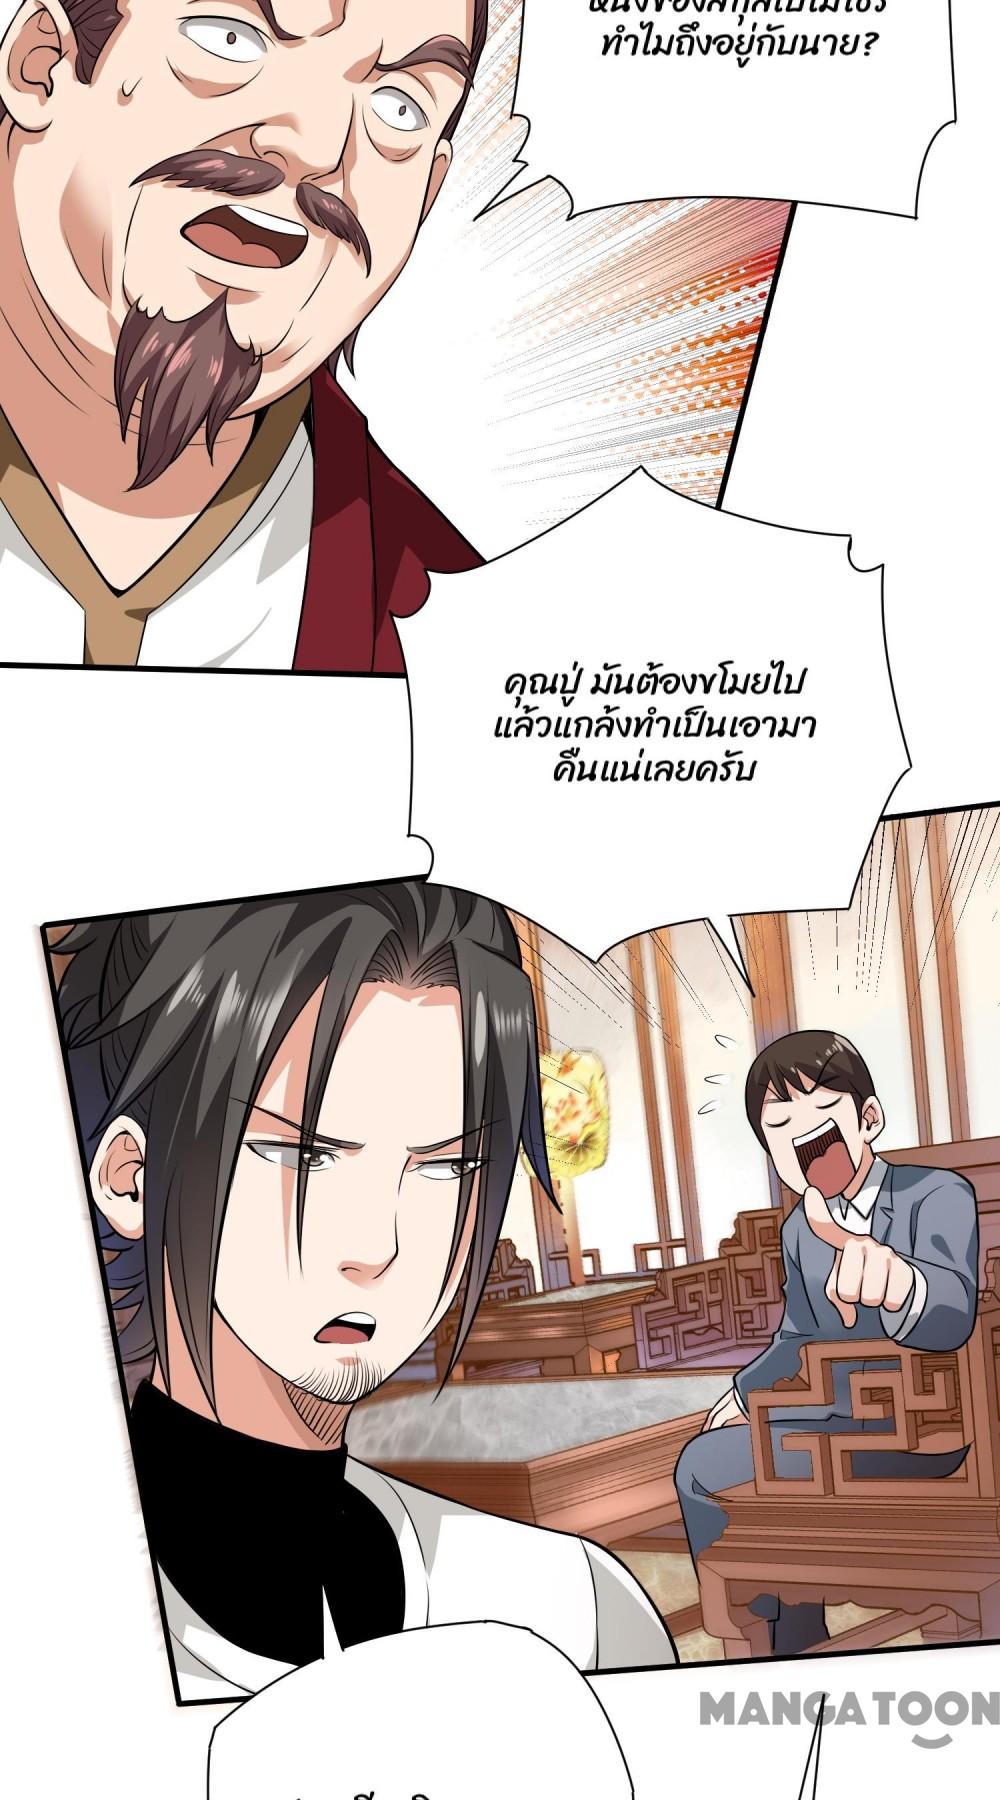 ทำไมถึงอยู่กับนาย?
คุณปู่ มันต้องขโมยไป
แล้วแกล้งทำเป็นเอามา
คืนแน่เลยครับ
MANGATOON